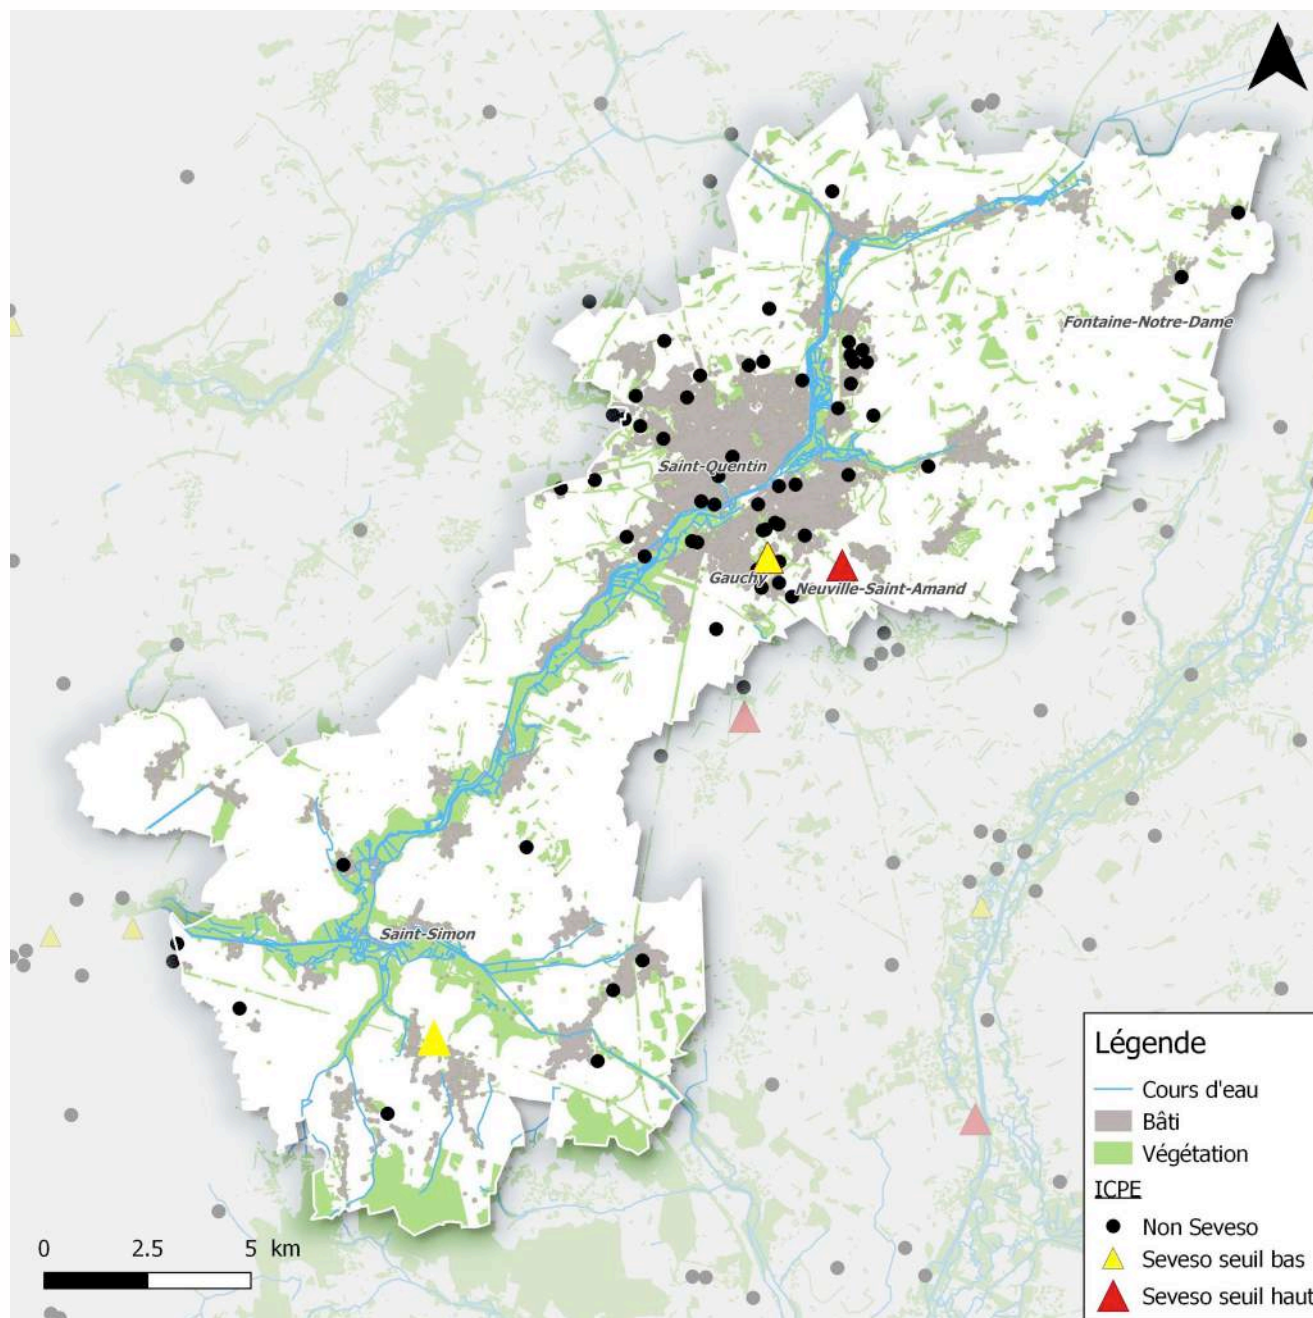 Fontaine-Notre-Dame
Saint-Quentin
Gauchy
Neuville-Saint-Amand
Saint-Simon
Légende
Cours d'eau
Bâti
Végétation
ICPE
Non Seveso
Seveso seuil bas
Seveso seuil haut
0 2.5 5 km